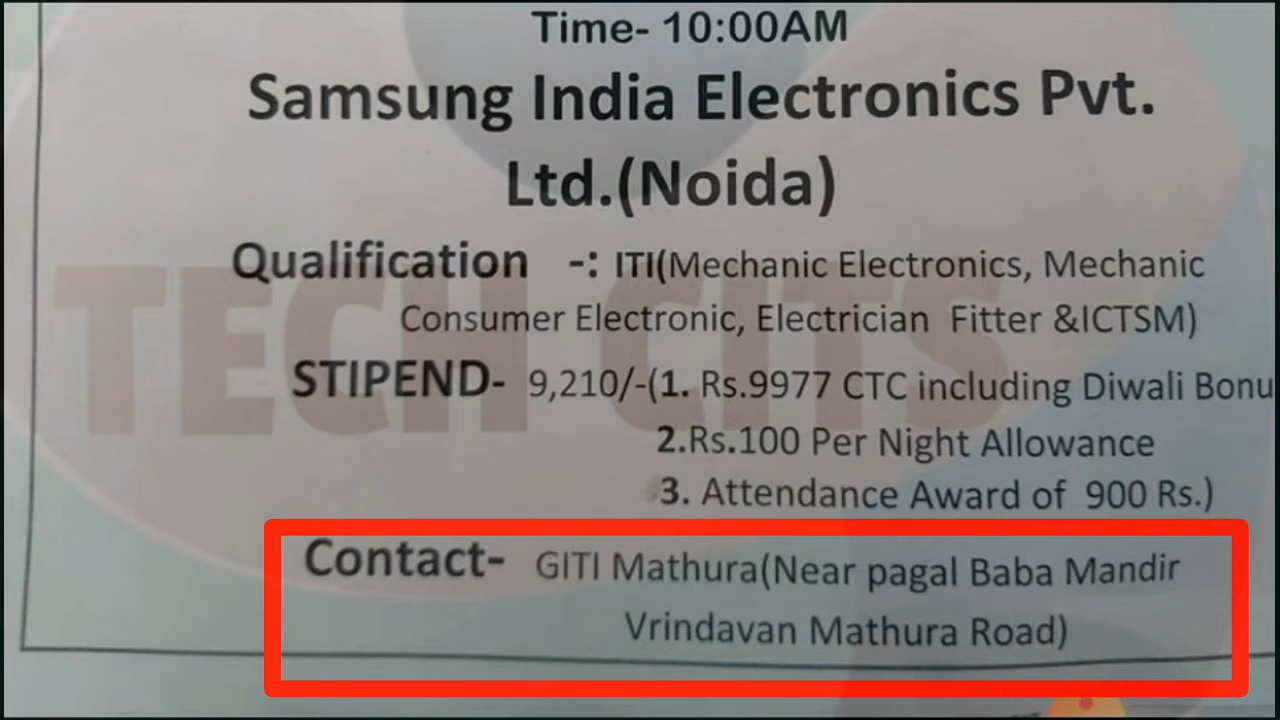 Time- 10:00AM
Samsung India Electronics Pvt.
Ltd.(Noida)
Qualification -: ITI(Mechanic Electronics, Mechanic
Consumer Electronic, Electrician Fitter &ICTSM)
STIPEND- 9,210/-(1. Rs.9977 CTC including Diwali Bonu
2.Rs.100 Per Night Allowance
3. Attendance Award of 900 Rs.)
Contact- GITI Mathura(Near pagal Baba Mandir
Vrindavan Mathura Road)
TECH CITS